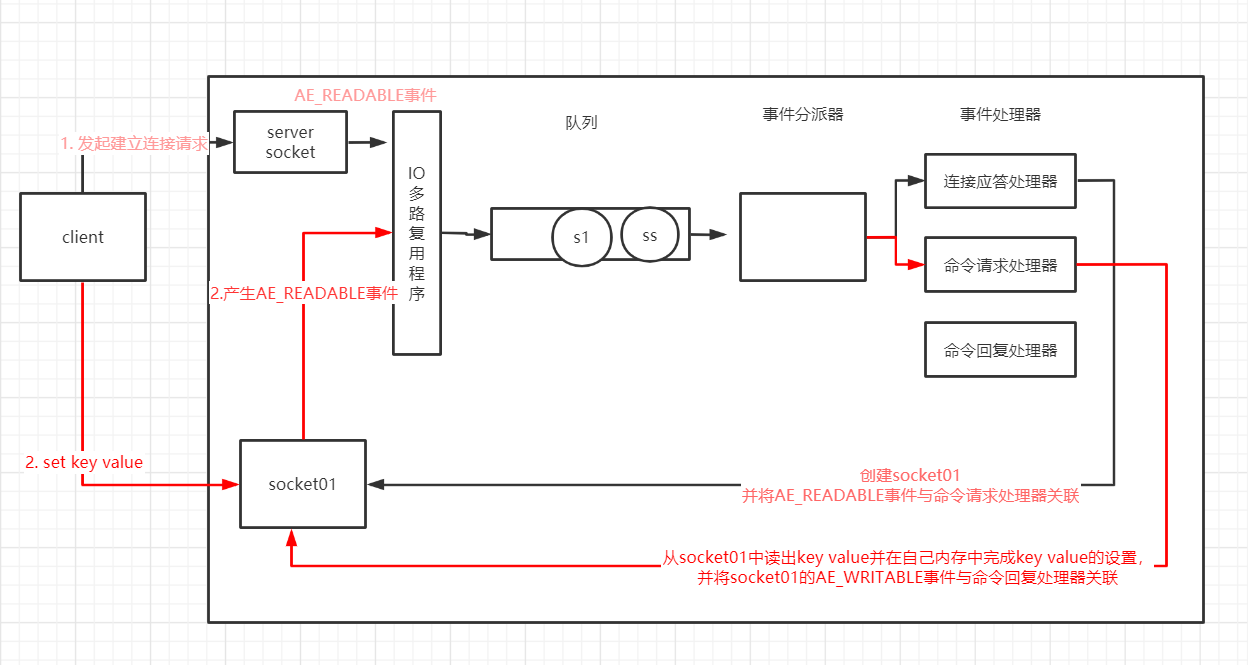 AE_READABLE事件
队列
事件分派器
事件处理器
1. 发起建立连接请求
server
socket
IO
多
路
复
用
程
序
连接应答处理器
client
s1
ss
命令请求处理器
2.产生AE_READABLE事件
命令回复处理器
2. set key value
socket01
创建socket01
并将AE_READABLE事件与命令请求处理器关联
从socket01中读出key value并在自己内存中完成key value的设置，
并将socket01的AE_WRITABLE事件与命令回复处理器关联